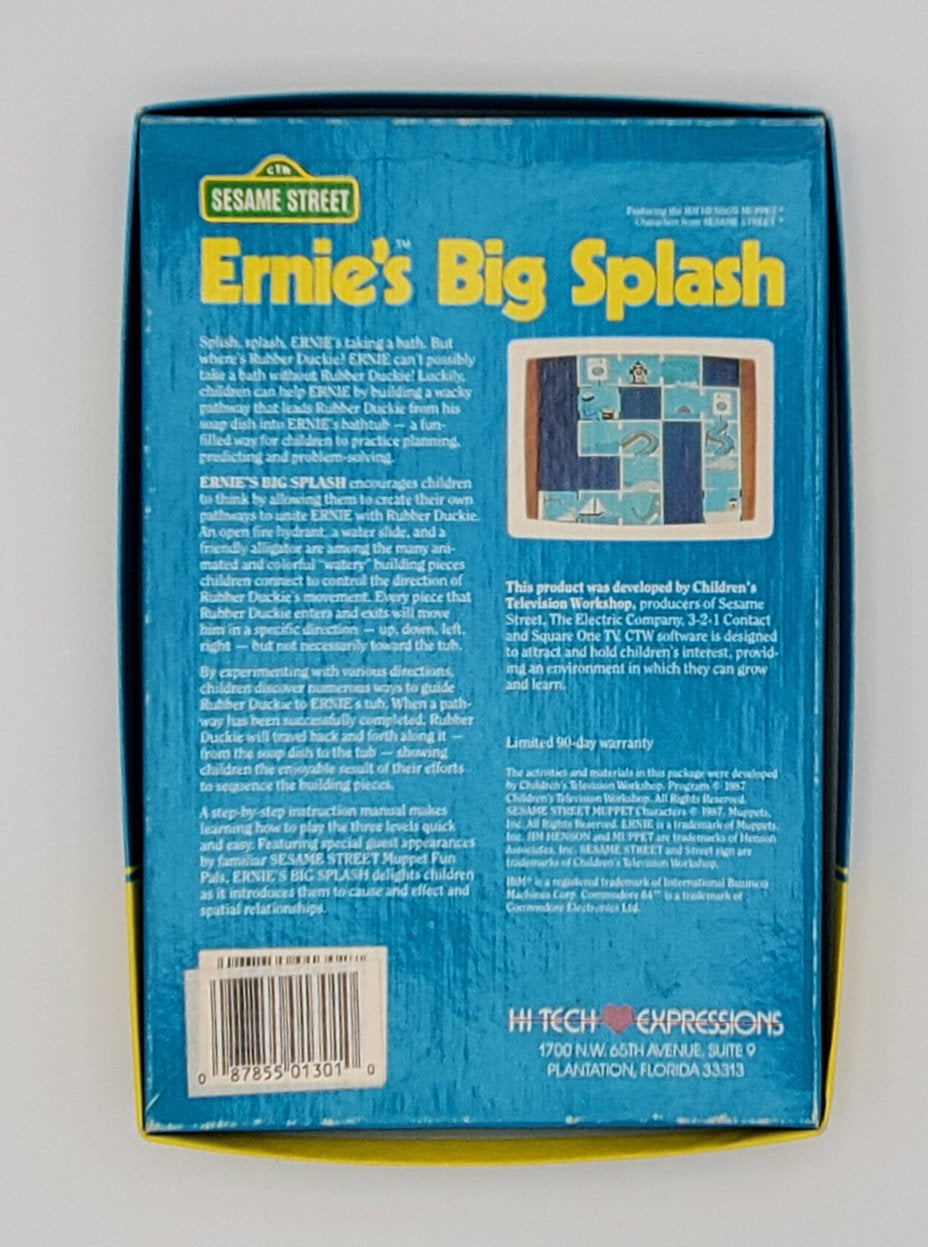 CTW
SESAME STREET
Featuring the JIM HENSON MUPPET™
Characters from SESAME STREET™
Ernie's™ Big Splash
Splish, splash, ERNIE's taking a bath. But
where's Rubber Duckie? ERNIE can't possibly
take a bath without Rubber Duckie! Luckily,
children can help ERNIE by building a wacky
pathway that leads Rubber Duckie from his
soap dish into ERNIE's bathtub — a fun-
filled way for children to practice planning,
predicting and problem-solving.
ERNIE'S BIG SPLASH encourages children
to think by allowing them to create their own
pathways to unite ERNIE with Rubber Duckie.
An open fire hydrant, a water slide, and a
friendly alligator are among the many ani-
mated and colorful "watery" building pieces
children connect to control the direction of
Rubber Duckie's movement. Every piece that
Rubber Duckie enters and exits will move
him in a specific direction — up, down, left,
right — but not necessarily toward the tub.
By experimenting with various directions,
children discover numerous ways to guide
Rubber Duckie to ERNIE's tub. When a path-
way has been successfully completed, Rubber
Duckie will travel back and forth along it —
from the soap dish to the tub — showing
children the enjoyable result of their efforts
to sequence the building pieces.
A step-by-step instruction manual makes
learning how to play the three levels quick
and easy. Featuring special guest appearances
by familiar SESAME STREET Muppet Fun
Pals, ERNIE'S BIG SPLASH delights children
as it introduces them to cause and effect and
spatial relationships.
This product was developed by Children's
Television Workshop, producers of Sesame
Street, The Electric Company, 3-2-1 Contact
and Square One TV. CTW software is designed
to attract and hold children's interest, provid-
ing an environment in which they can grow
and learn.
Limited 90-day warranty
The activities and materials in this package were developed
by Children's Television Workshop. Program © 1987
Children's Television Workshop. All Rights Reserved.
SESAME STREET MUPPET Characters © 1987 Muppets,
Inc. All Rights Reserved. ERNIE is a trademark of Muppets,
Inc. JIM HENSON and MUPPET are trademarks of Henson
Associates, Inc. SESAME STREET and Street sign are
trademarks of Children's Television Workshop.
IBM® is a registered trademark of International Business
Machines Corp. Commodore 64™ is a trademark of
Commodore Electronics Ltd.
0 87855 01301 0
HI TECH EXPRESSIONS
1700 N.W. 65TH AVENUE, SUITE 9
PLANTATION, FLORIDA 33313